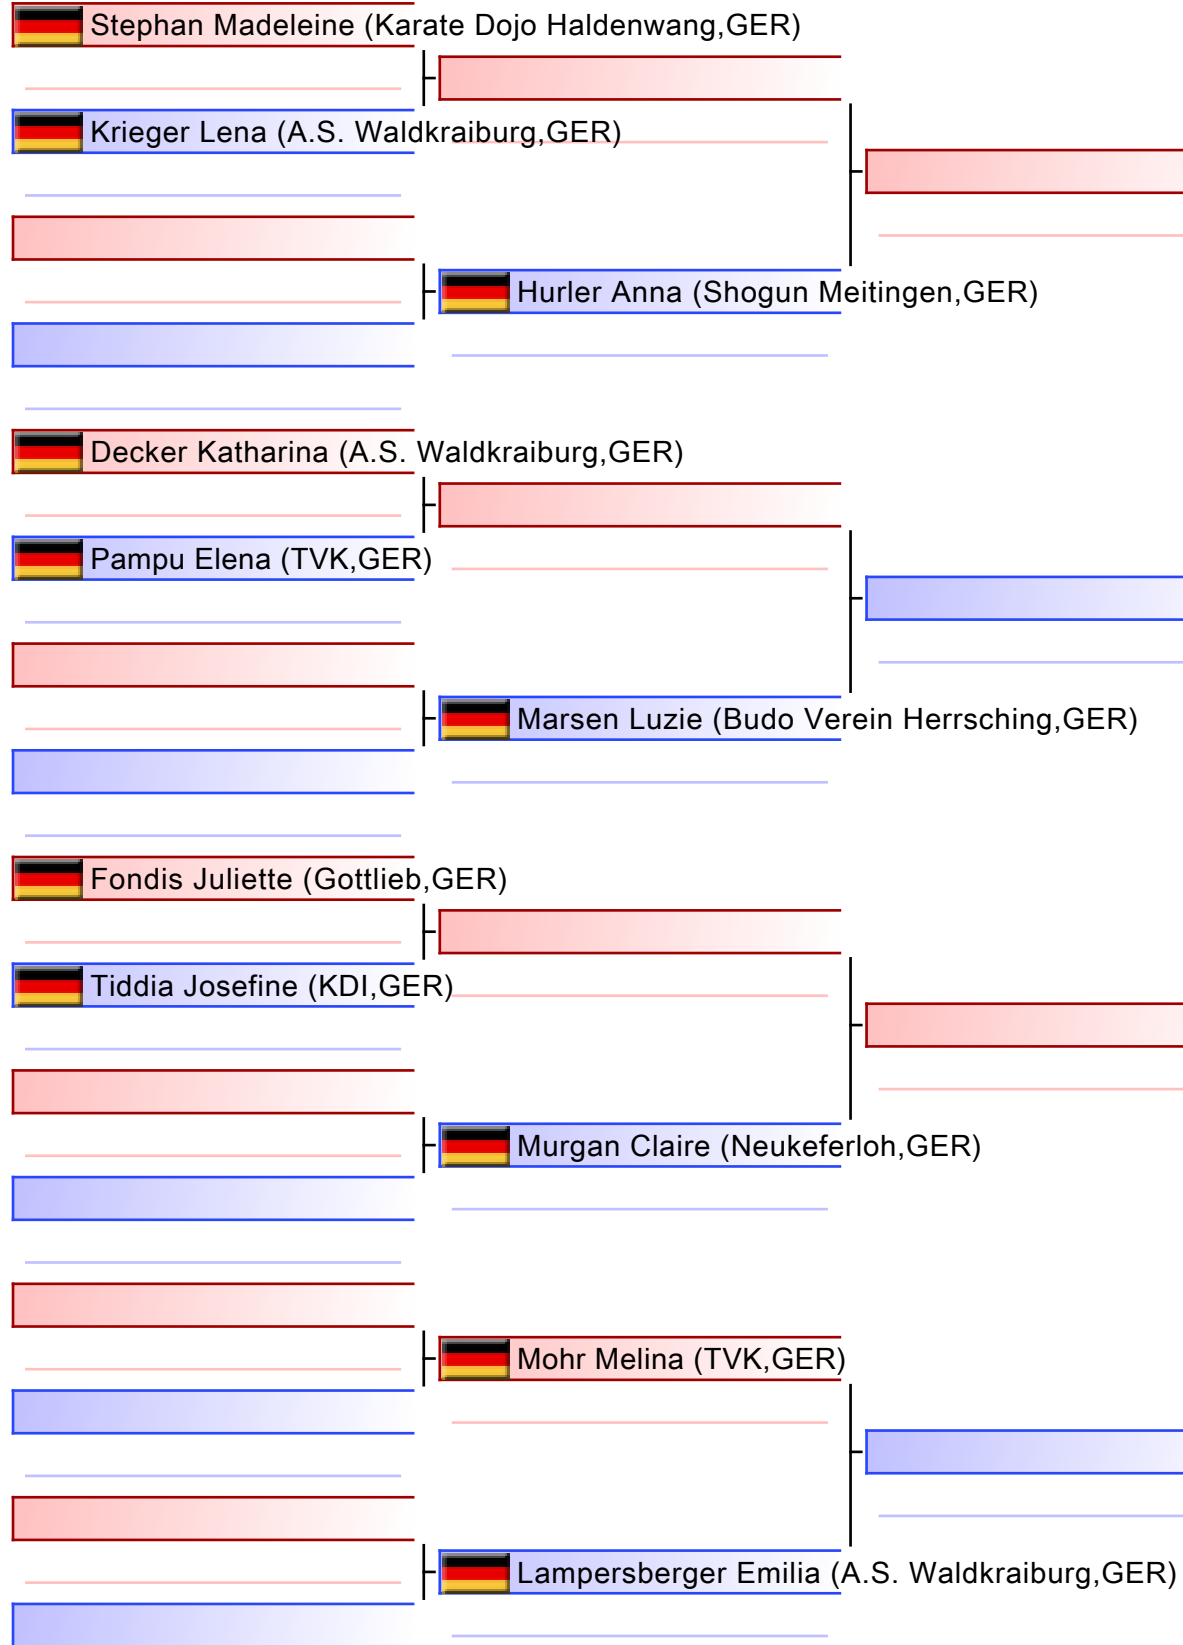 Stephan Madeleine (Karate Dojo Haldenwang,GER)
Krieger Lena (A.S. Waldkraiburg,GER)
Hurler Anna (Shogun Meitingen,GER)
Decker Katharina (A.S. Waldkraiburg,GER)
Pampu Elena (TVK,GER)
Marsen Luzie (Budo Verein Herrsching,GER)
Fondis Juliette (Gottlieb,GER)
Tiddia Josefine (KDI,GER)
Murgan Claire (Neukeferloh,GER)
Mohr Melina (TVK,GER)
Lampersberger Emilia (A.S. Waldkraiburg,GER)